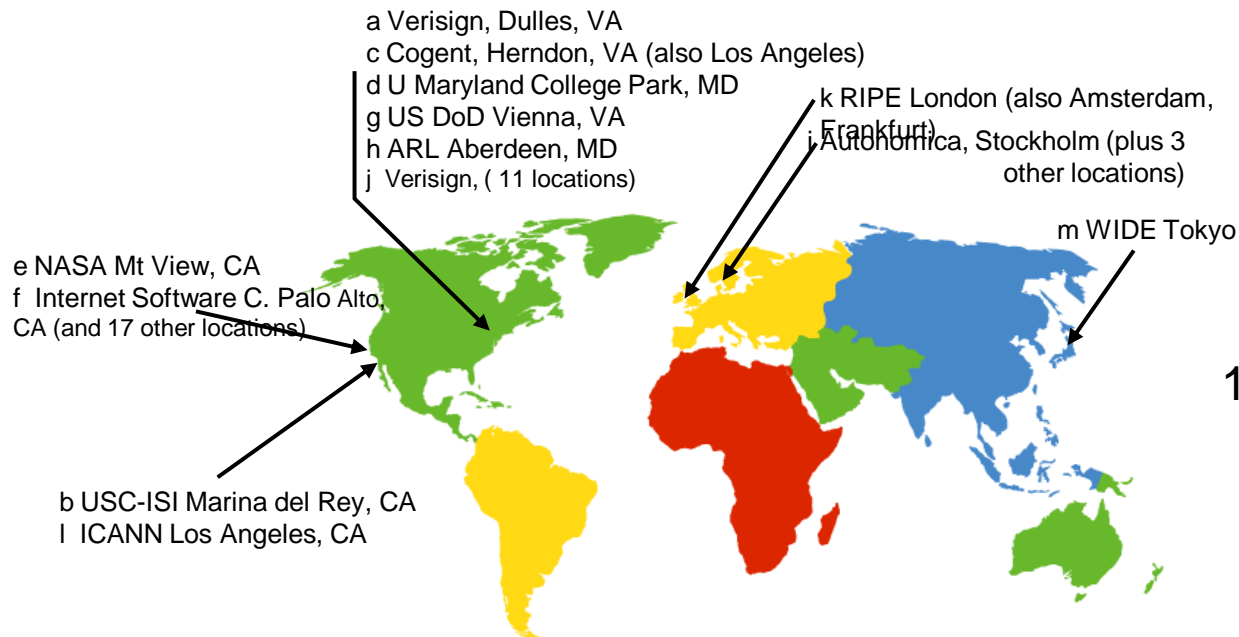 a Verisign, Dulles, VA
c Cogent, Herndon, VA (also Los Angeles)
d U Maryland College Park, MD
g US DoD Vienna, VA
h ARL Aberdeen, MD
j Verisign, ( 11 locations)
k RIPE London (also Amsterdam,
Frankfurt)
i Autonomica, Stockholm (plus 3
other locations)
m WIDE Tokyo
e NASA Mt View, CA
f Internet Software C. Palo Alto,
CA (and 17 other locations)
1
b USC-ISI Marina del Rey, CA
l ICANN Los Angeles, CA